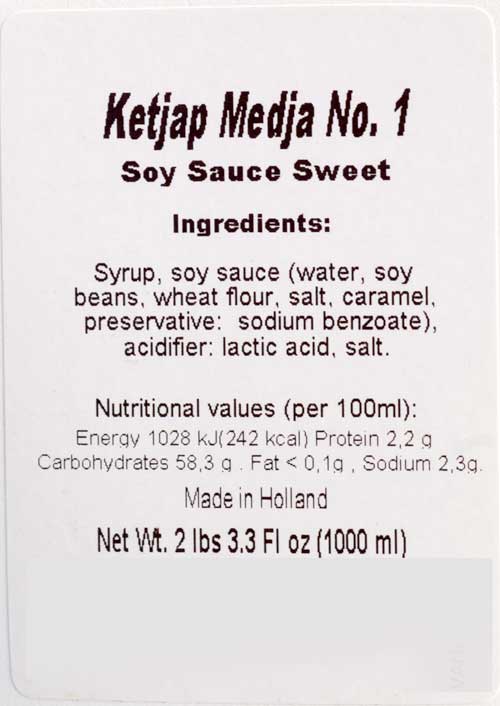 Ketjap Medja No. 1
Soy Sauce Sweet
Ingredients:
Syrup, soy sauce (water, soy
beans, wheat flour, salt, caramel,
preservative: sodium benzoate),
acidifier: lactic acid, salt.
Nutritional values (per 100ml):
Energy 1028 kJ(242 kcal) Protein 2,2 g
Carbohydrates 58,3 g . Fat < 0,1g , Sodium 2,3g.
Made in Holland
Net Wt. 2 lbs 3.3 Fl oz (1000 ml)